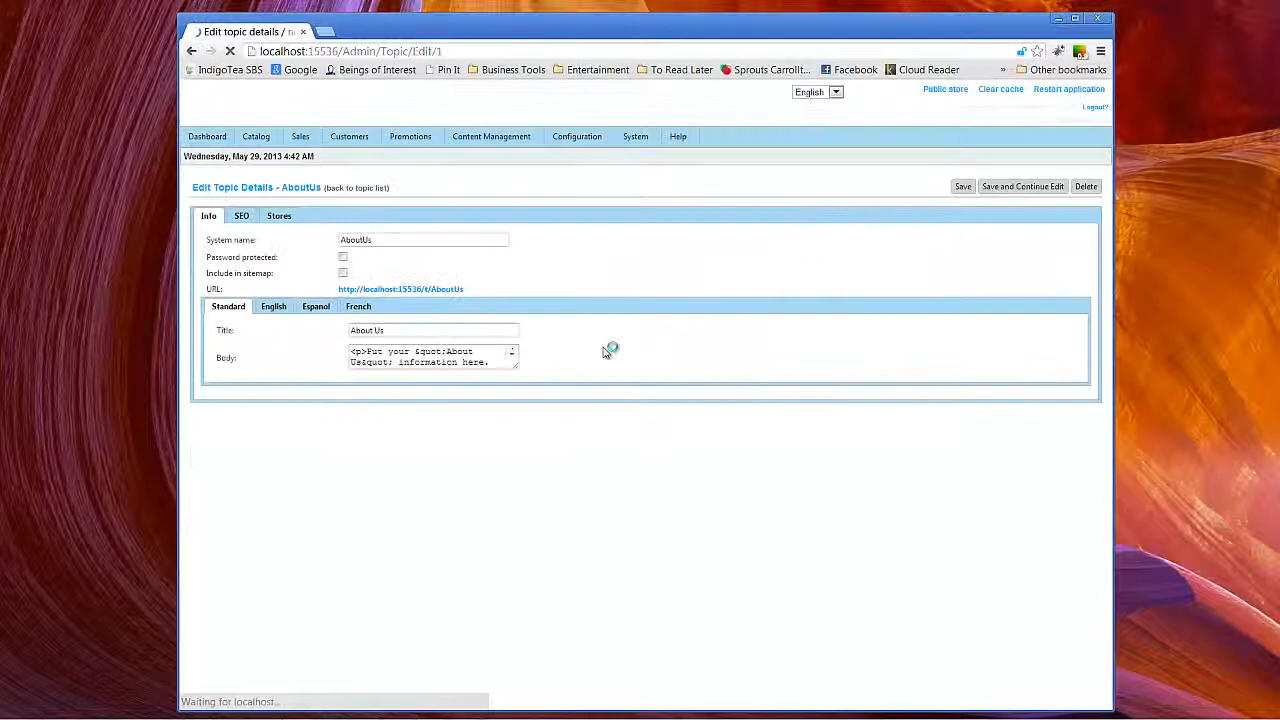 Edit topic details /
localhost:15536/Admin/Topic/Edit/1
IndigoTea SBS Google Beings of Interest Pin It Business Tools Entertainment To Read Later Sprouts Carrollt... Facebook Cloud Reader » Other bookmarks
English Public store Clear cache Restart application
Logout?
Dashboard Catalog Sales Customers Promotions Content Management Configuration System Help
Wednesday, May 29, 2013 4:42 AM
Edit Topic Details - AboutUs (back to topic list) Save Save and Continue Edit Delete
Info SEO Stores
System name: AboutUs
Password protected:
Include in sitemap:
URL: http://localhost:15536/t/AboutUs
Standard English Espanol French
Title: About Us
Body: <p>Put your &quot;About
Us&quot; information here.
Waiting for localhost...